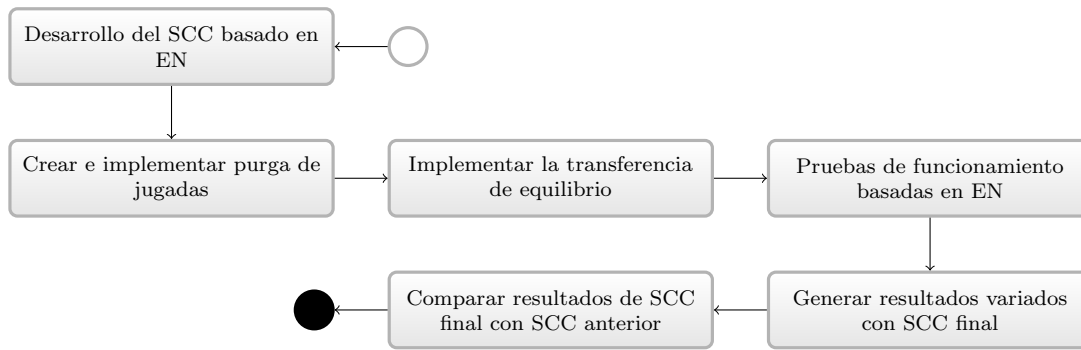 Desarrollo del SCC basado en
EN
Crear e implementar purga de
jugadas
Implementar la transferencia
de equilibrio
Pruebas de funcionamiento
basadas en EN
Generar resultados variados
con SCC final
Comparar resultados de SCC
final con SCC anterior